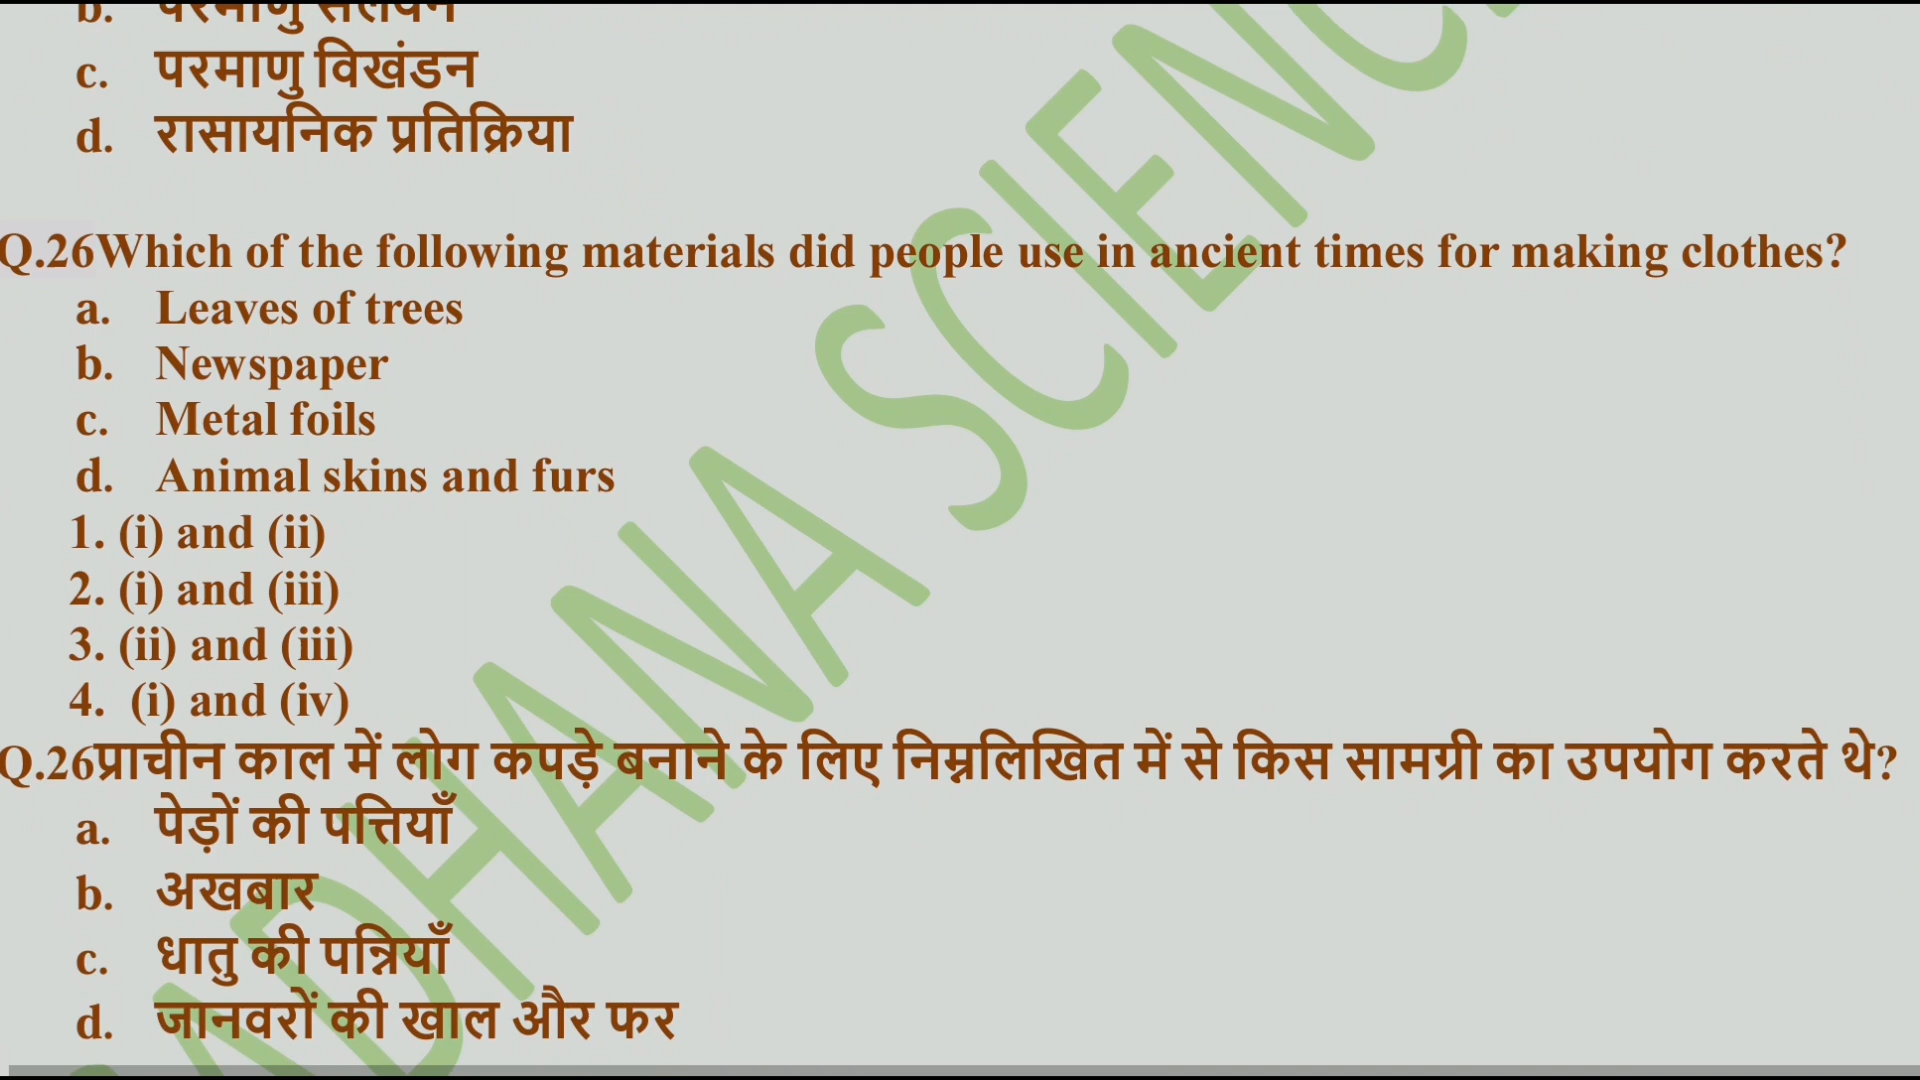 c. परमाणु विखंडन
d. रासायनिक प्रतिक्रिया
Q.26Which of the following materials did people use in ancient times for making clothes?
a. Leaves of trees
b. Newspaper
c. Metal foils
d. Animal skins and furs
1. (i) and (ii)
2. (i) and (iii)
3. (ii) and (iii)
4. (i) and (iv)
Q.26प्राचीन काल में लोग कपड़े बनाने के लिए निम्नलिखित में से किस सामग्री का उपयोग करते थे?
a. पेड़ों की पत्तियाँ
b. अखबार
c. धातु की पन्नियाँ
d. जानवरों की खाल और फर